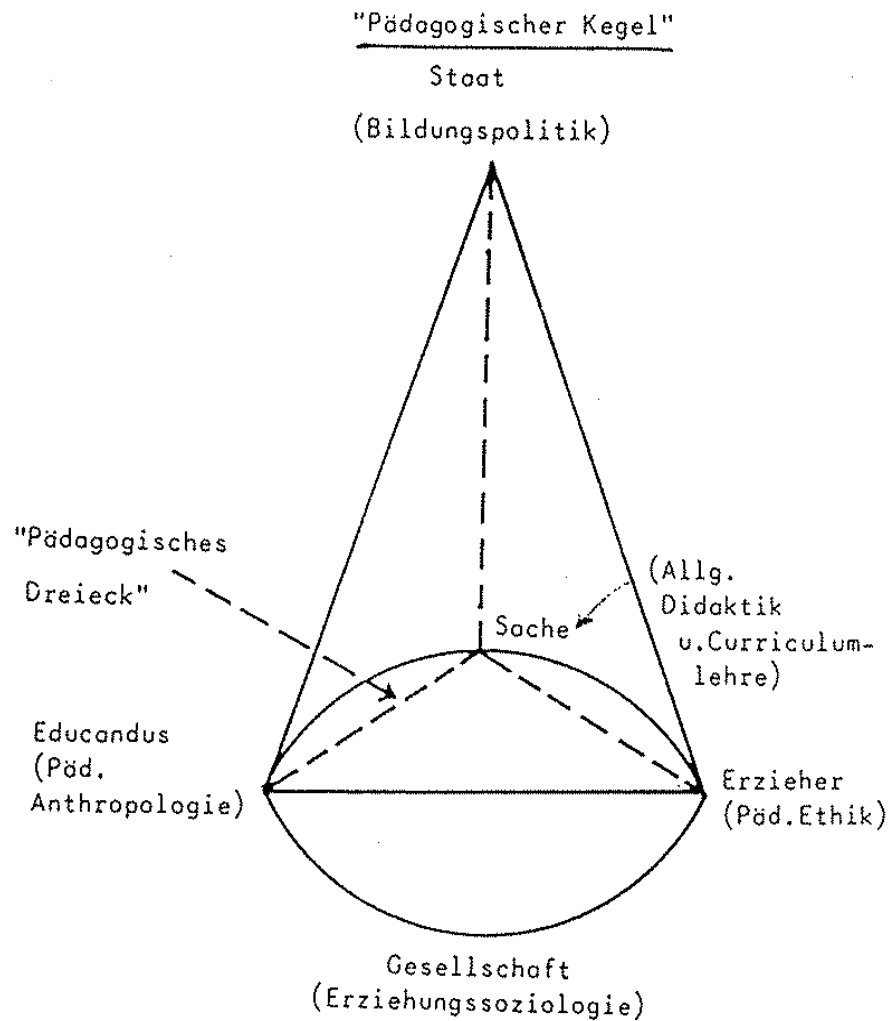 "Pädagogischer Kegel"
Staat
(Bildungspolitik)
"Pädagogisches
Dreieck"
(Allg.
Didaktik
u.Curriculum-
lehre)
Sache
Educandus
(Päd.
Anthropologie)
Erzieher
(Päd.Ethik)
Gesellschaft
(Erziehungssoziologie)